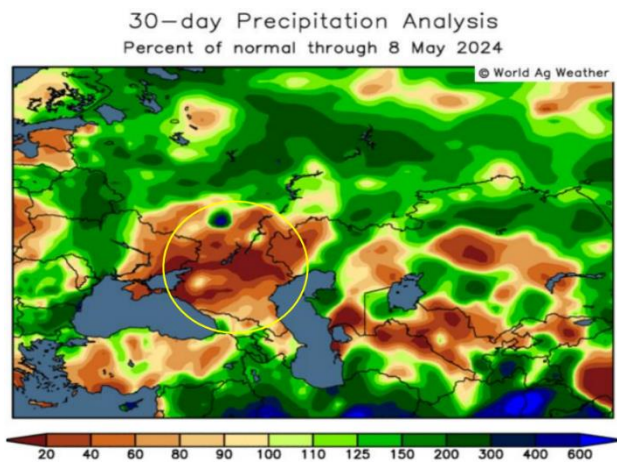 30-day Precipitation Analysis
Percent of normal through 8 May 2024
© World Ag Weather
20 40 60 80 90 100 110 125 150 200 300 400 600